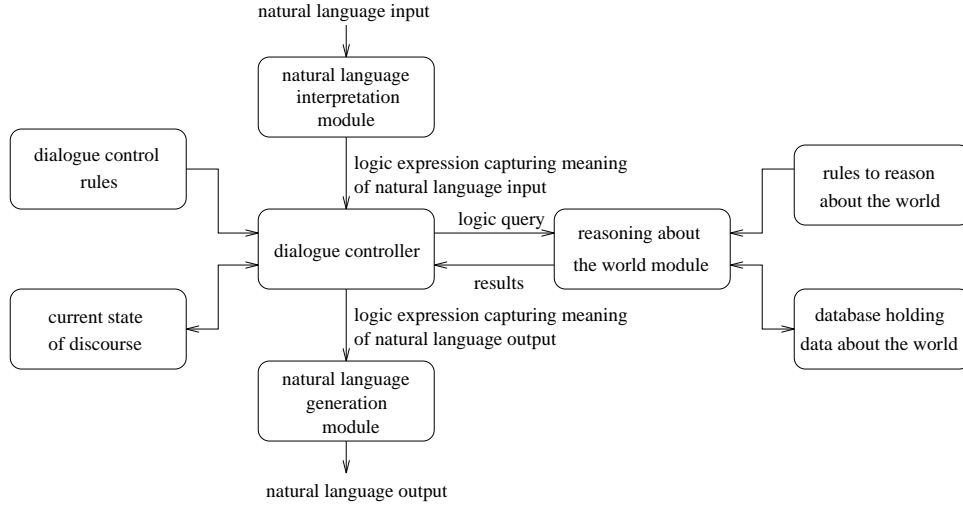 natural language input
natural language
interpretation
module
dialogue control
rules
logic expression capturing meaning
of natural language input
rules to reason
about the world
logic query
dialogue controller
reasoning about
the world module
results
current state
of discourse
logic expression capturing meaning
of natural language output
database holding
data about the world
natural language
generation
module
natural language output